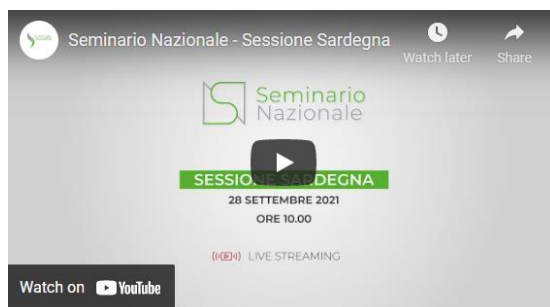 Seminario Nazionale - Sessione Sardegna
Watch later
Share
Seminario
Nazionale
SESSIONE SARDEGNA
28 SETTEMBRE 2021
ORE 10.00
LIVE STREAMING
Watch on YouTube